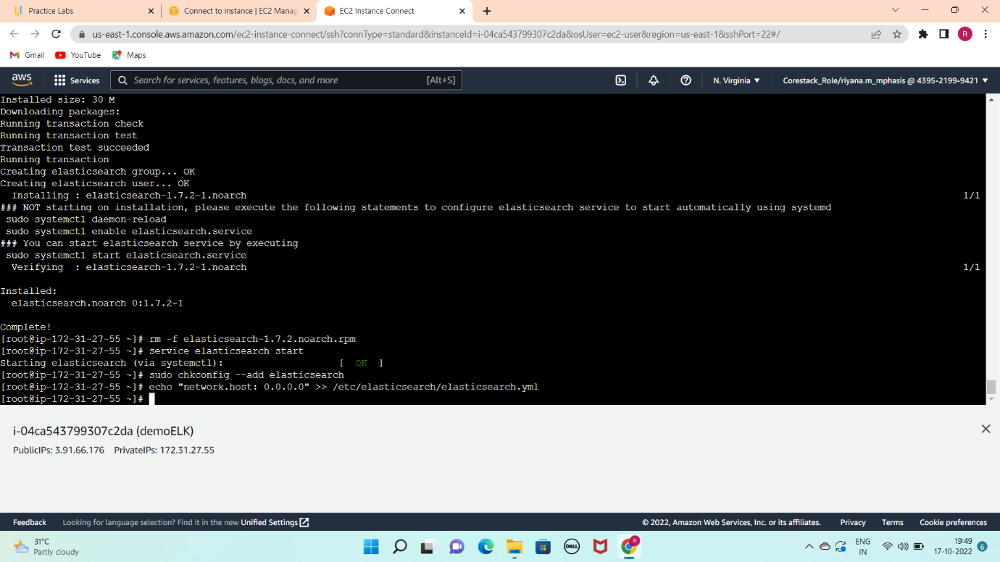 Practice Labs
Connect to instance | EC2 Manag
EC2 Instance Connect
us-east-1.console.aws.amazon.com/ec2-instance-connect/ssh?connType=standard&instanceId=i-04ca543799307c2da&osUser=ec2-user&region=us-east-1&sshPort=22#/
R
Gmail
YouTube
Maps
aws
Services
Search for services, features, blogs, docs, and more
[Alt+S]
N. Virginia
Corestack_Role/riyana.m_mphasis @ 4395-2199-9421
Installed size: 30 M
Downloading packages:
Running transaction check
Running transaction test
Transaction test succeeded
Running transaction
Creating elasticsearch group... OK
Creating elasticsearch user... OK
  Installing : elasticsearch-1.7.2-1.noarch 1/1
### NOT starting on installation, please execute the following statements to configure elasticsearch service to start automatically using systemd
 sudo systemctl daemon-reload
 sudo systemctl enable elasticsearch.service
### You can start elasticsearch service by executing
 sudo systemctl start elasticsearch.service
  Verifying  : elasticsearch-1.7.2-1.noarch 1/1
Installed:
  elasticsearch.noarch 0:1.7.2-1
Complete!
[root@ip-172-31-27-55 ~]# rm -f elasticsearch-1.7.2.noarch.rpm
[root@ip-172-31-27-55 ~]# service elasticsearch start
Starting elasticsearch (via systemctl): [  OK  ]
[root@ip-172-31-27-55 ~]# sudo chkconfig --add elasticsearch
[root@ip-172-31-27-55 ~]# echo "network.host: 0.0.0.0" >> /etc/elasticsearch/elasticsearch.yml
[root@ip-172-31-27-55 ~]#
i-04ca543799307c2da (demoELK)
PublicIPs: 3.91.66.176 PrivateIPs: 172.31.27.55
Feedback
Looking for language selection? Find it in the new Unified Settings
© 2022, Amazon Web Services, Inc. or its affiliates.
Privacy
Terms
Cookie preferences
31°C
Partly cloudy
DELL
R
ENG
IN
19:49
17-10-2022
6